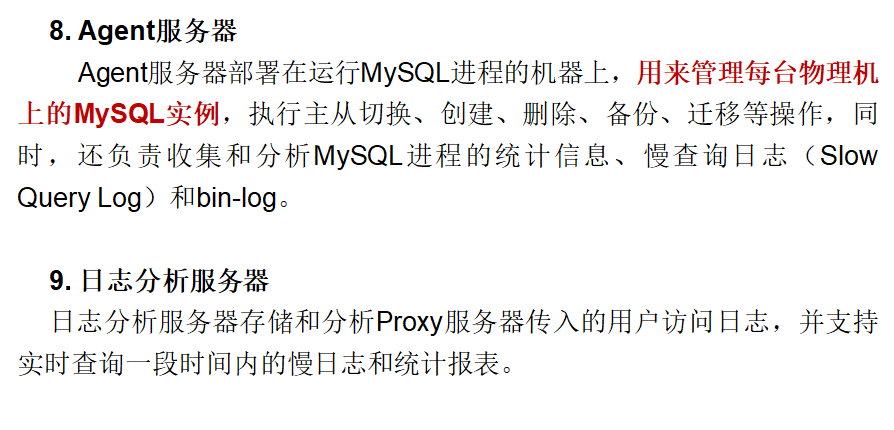 8. Agent服务器
Agent服务器部署在运行MySQL进程的机器上，用来管理每台物理机
上的MySQL实例，执行主从切换、创建、删除、备份、迁移等操作，同
时，还负责收集和分析MySQL进程的统计信息、慢查询日志（Slow
Query Log）和bin-log。
9. 日志分析服务器
日志分析服务器存储和分析Proxy服务器传入的用户访问日志，并支持
实时查询一段时间内的慢日志和统计报表。